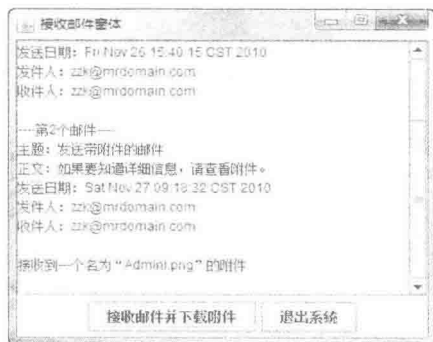 接收邮件窗体
发送日期：Fri Nov 26 15:40:15 CST 2010
发件人：zzk@mrdomain.com
收件人：zzk@mrdomain.com
----第2个邮件----
主题：发送带附件的邮件
正文：如果要知道详细信息，请查看附件。
发送日期：Sat Nov 27 09:18:32 CST 2010
发件人：zzk@mrdomain.com
收件人：zzk@mrdomain.com
接收到一个名为“Admini.png”的附件
接收邮件并下载附件
退出系统